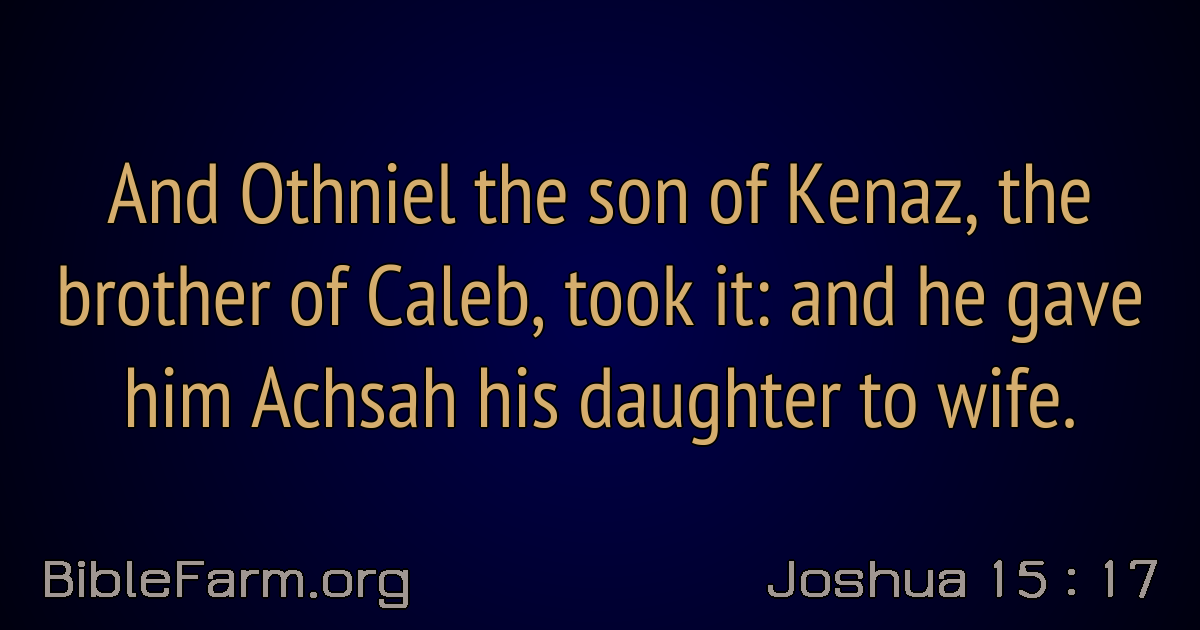 And Othniel the son of Kenaz, the
brother of Caleb, took it: and he gave
him Achsah his daughter to wife.
BibleFarm.org
Joshua 15 : 17